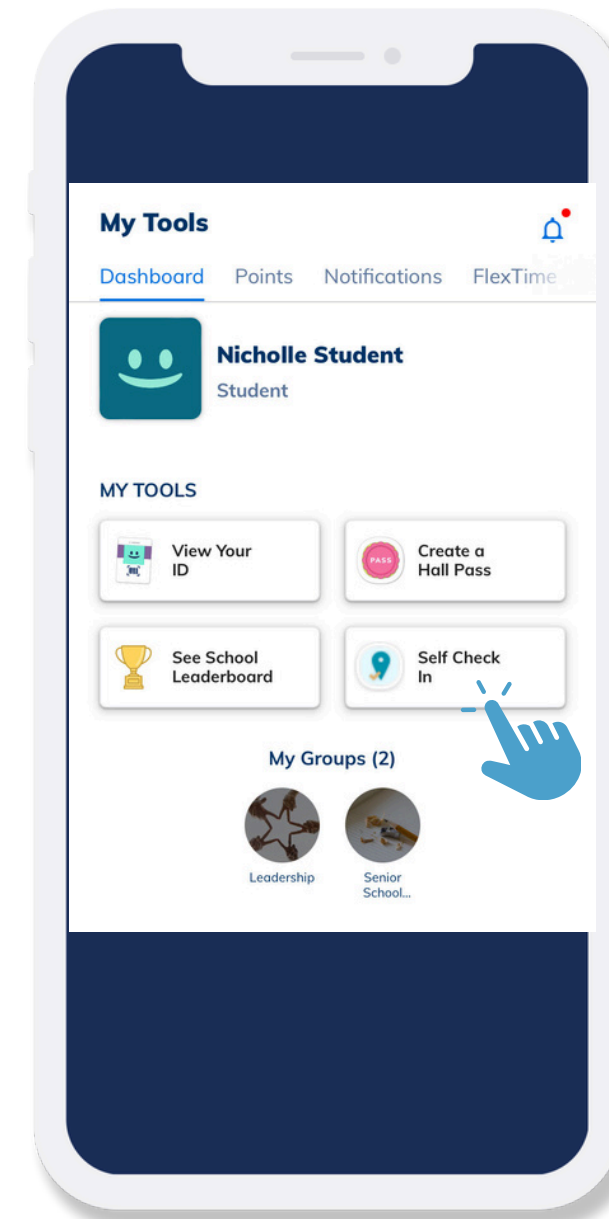 My Tools
Dashboard Points Notifications FlexTime
Nicholle Student
Student
MY TOOLS
View Your
ID
PASS
Create a
Hall Pass
See School
Leaderboard
Self Check
In
My Groups (2)
Leadership
Senior
School...